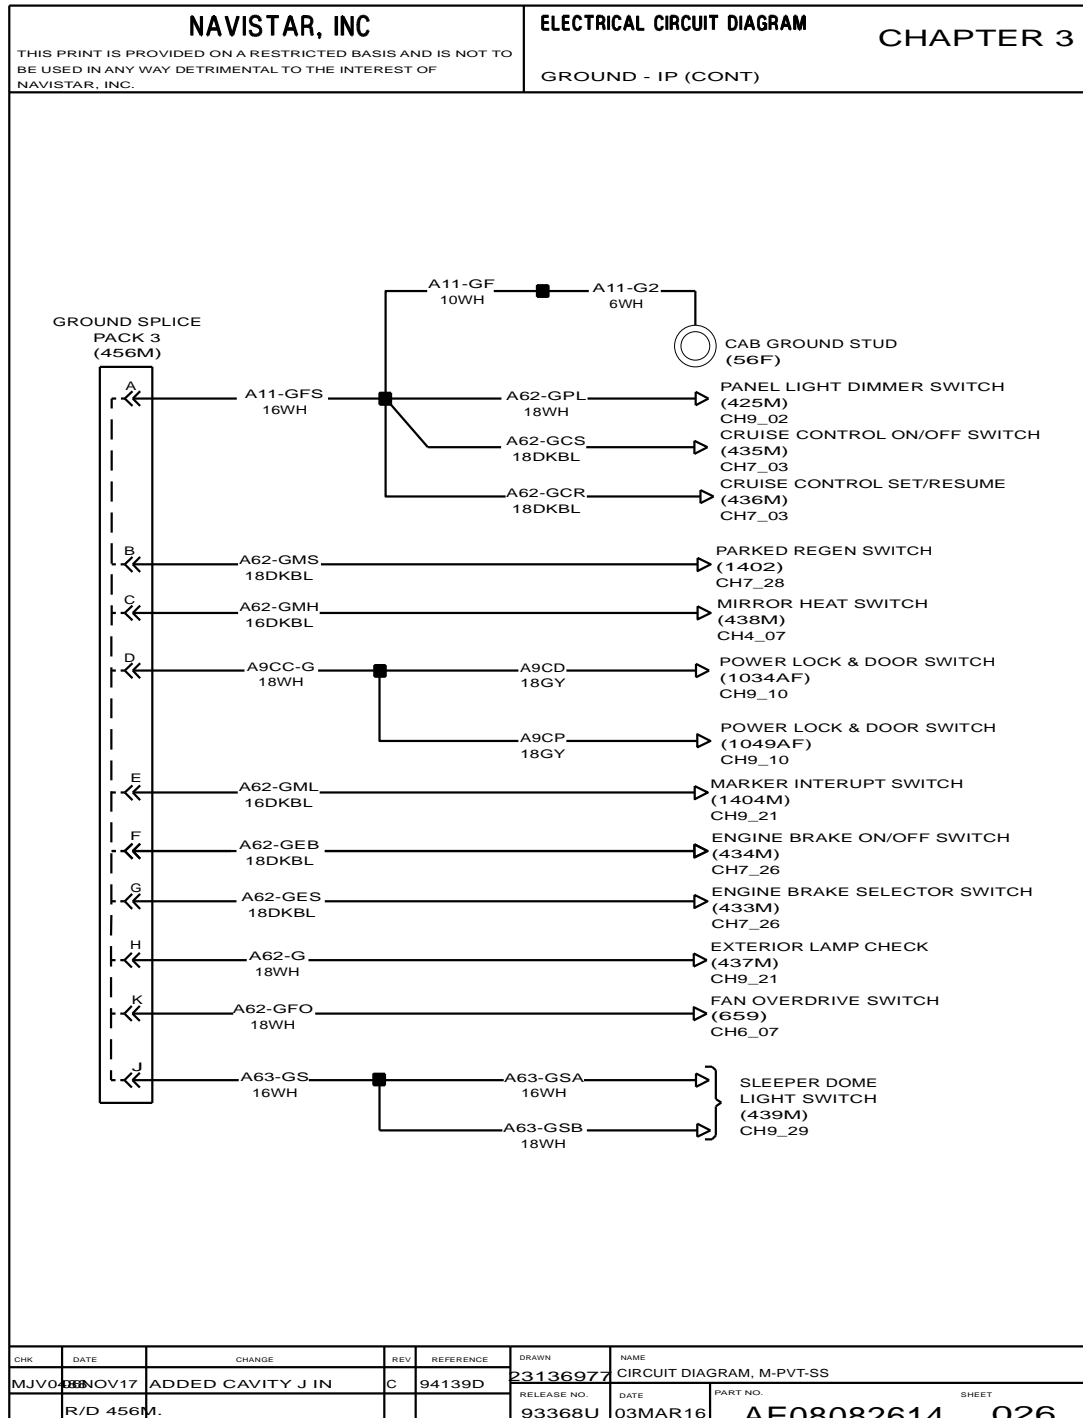 NAVISTAR, INC
THIS PRINT IS PROVIDED ON A RESTRICTED BASIS AND IS NOT TO
BE USED IN ANY WAY DETRIMENTAL TO THE INTEREST OF
NAVISTAR, INC.
ELECTRICAL CIRCUIT DIAGRAM
CHAPTER 3
GROUND - IP (CONT)
A11-GF
10WH
A11-G2
6WH
GROUND SPLICE
PACK 3
(456M)
CAB GROUND STUD
(56F)
A
A11-GFS
16WH
A62-GPL
18WH
PANEL LIGHT DIMMER SWITCH
(425M)
CH9_02
A62-GCS
18DKBL
CRUISE CONTROL ON/OFF SWITCH
(435M)
CH7_03
A62-GCR
18DKBL
CRUISE CONTROL SET/RESUME
(436M)
CH7_03
B
A62-GMS
18DKBL
PARKED REGEN SWITCH
(1402)
CH7_28
C
A62-GMH
16DKBL
MIRROR HEAT SWITCH
(438M)
CH4_07
D
A9CC-G
18WH
A9CD
18GY
POWER LOCK & DOOR SWITCH
(1034AF)
CH9_10
A9CP
18GY
POWER LOCK & DOOR SWITCH
(1049AF)
CH9_10
E
A62-GML
16DKBL
MARKER INTERUPT SWITCH
(1404M)
CH9_21
F
A62-GEB
18DKBL
ENGINE BRAKE ON/OFF SWITCH
(434M)
CH7_26
G
A62-GES
18DKBL
ENGINE BRAKE SELECTOR SWITCH
(433M)
CH7_26
H
A62-G
18WH
EXTERIOR LAMP CHECK
(437M)
CH9_21
K
A62-GFO
18WH
FAN OVERDRIVE SWITCH
(659)
CH6_07
J
A63-GS
16WH
A63-GSA
16WH
A63-GSB
18WH
SLEEPER DOME
LIGHT SWITCH
(439M)
CH9_29
CHK DATE CHANGE REV REFERENCE
NOV17 ADDED CAVITY J IN C 94139D
R/D 456M.
DRAWN
23136977
NAME
CIRCUIT DIAGRAM, M-PVT-SS
RELEASE NO.
93368U
DATE
03MAR16
PART NO.
AE08082614
SHEET
026